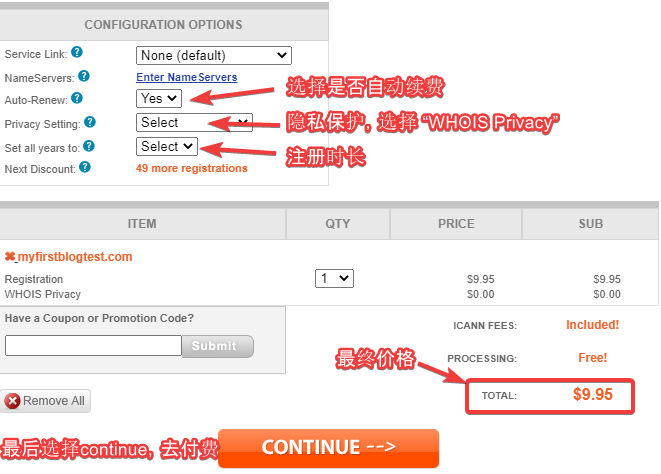 CONFIGURATION OPTIONS
Service Link: ? None (default)
NameServers: ? Enter NameServers
选择是否自动续费
Auto-Renew: ? Yes
Privacy Setting: ? Select
隐私保护, 选择 “WHOIS Privacy”
Set all years to: ? Select
注册时长
Next Discount: ? 49 more registrations
ITEM QTY PRICE SUB
myfirstblogtest.com
Registration 1 $9.95 $9.95
WHOIS Privacy $0.00 $0.00
Have a Coupon or Promotion Code?
ICANN FEES: Included!
Submit
最终价格
PROCESSING: Free!
TOTAL: $9.95
Remove All
最后选择continue, 去付费
CONTINUE -->